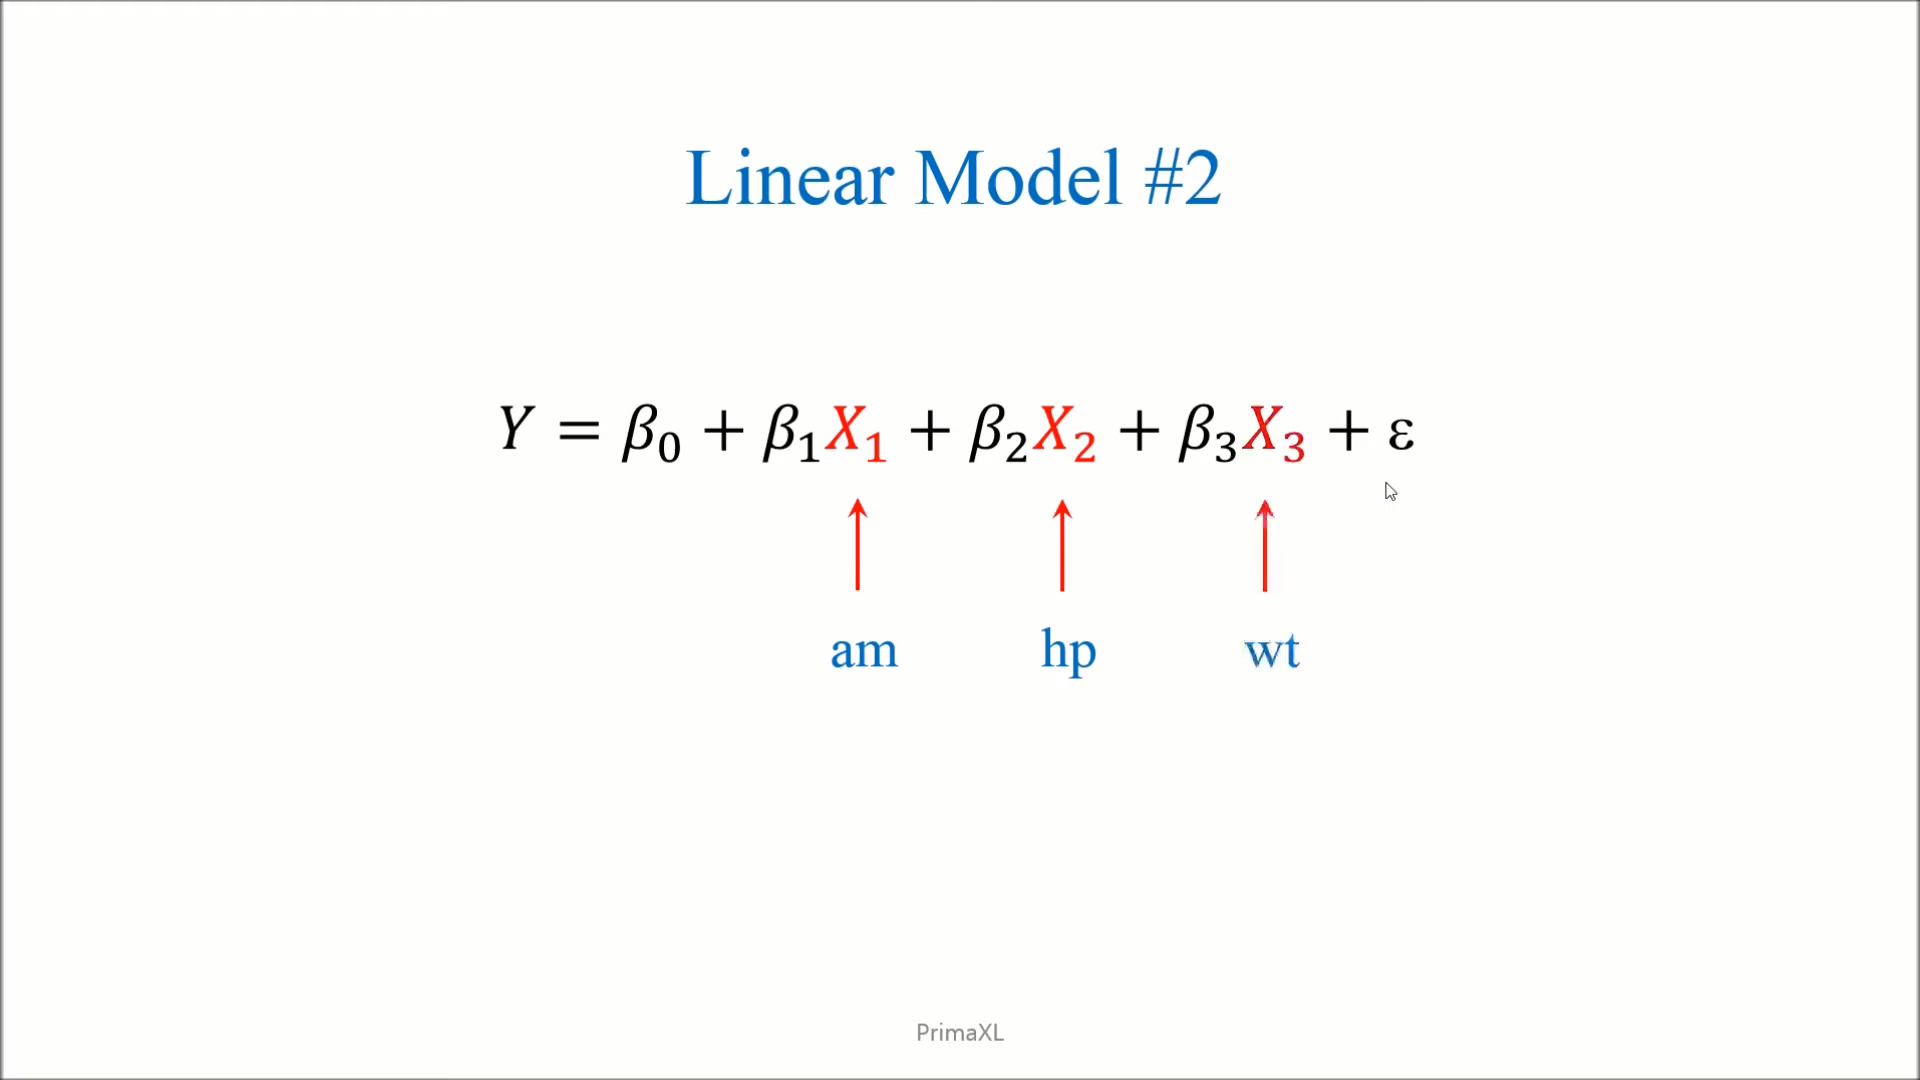 Linear Model #2
Y = β₀ + β₁X₁ + β₂X₂ + β₃X₃ + ε
am hp wt
PrimaXL